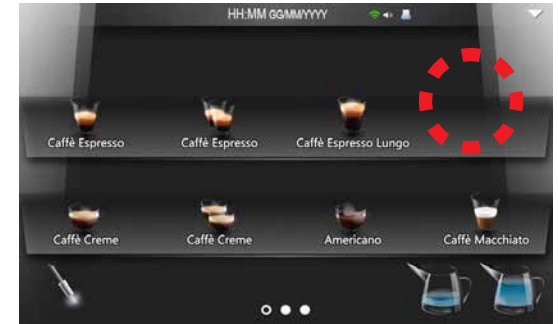 HH:MM GG/MM/YYYY
Caffè Espresso Caffè Espresso Caffè Espresso Lungo
Caffè Creme Caffè Creme Americano Caffè Macchiato